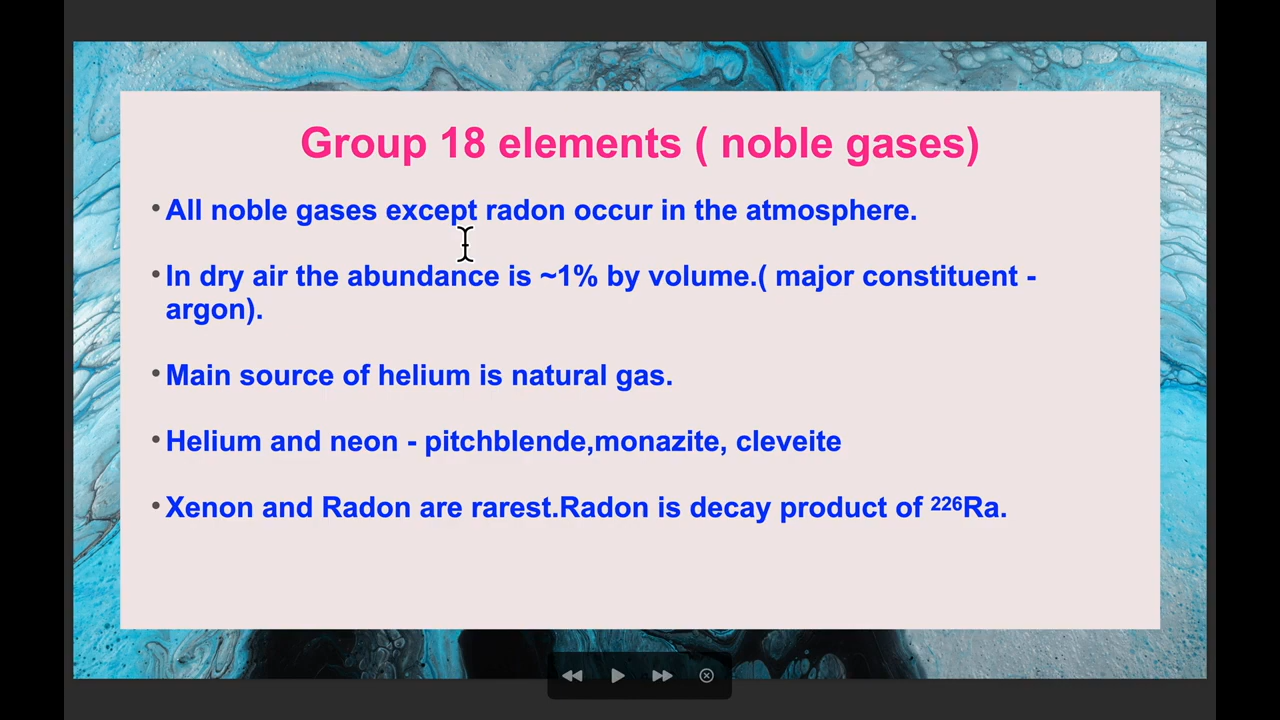 Group 18 elements ( noble gases)
• All noble gases except radon occur in the atmosphere.
• In dry air the abundance is ~1% by volume.( major constituent -
argon).
• Main source of helium is natural gas.
• Helium and neon - pitchblende,monazite, cleveite
• Xenon and Radon are rarest.Radon is decay product of ²²⁶Ra.